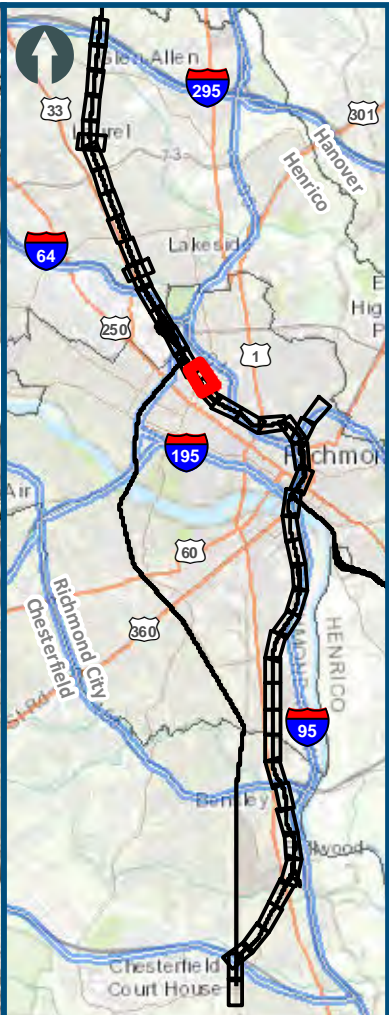 Glen Allen
295
33
301
Laurel
Hanover
Henrico
73
Lakeside
64
250
1
195
60
Richmond City
Chesterfield
360
HENRICO
95
Bensley
Chesterfield
Court House